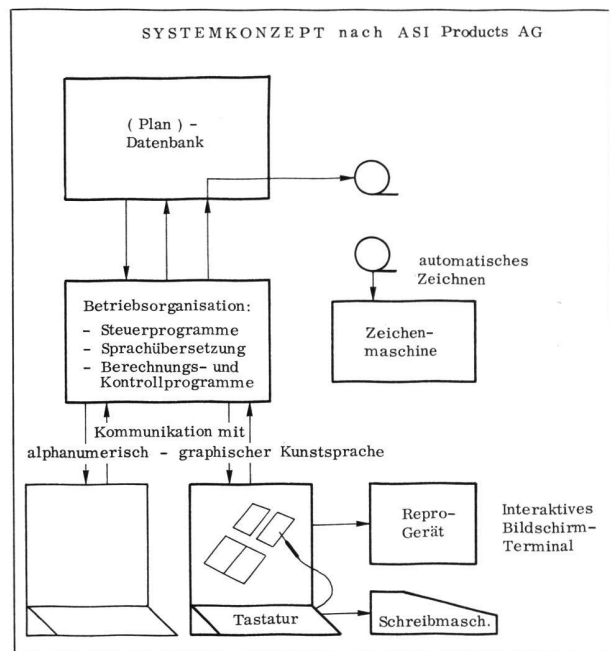 SYSTEMKONZEPT nach ASI Products AG
( Plan ) -
Datenbank
automatisches
Zeichnen
Betriebsorganisation:
- Steuerprogramme
- Sprachübersetzung
- Berechnungs- und
Kontrollprogramme
Zeichen-
maschine
Kommunikation mit
alphanumerisch - graphischer Kunstsprache
Repro-
Gerät
Interaktives
Bildschirm-
Terminal
Tastatur
Schreibmasch.